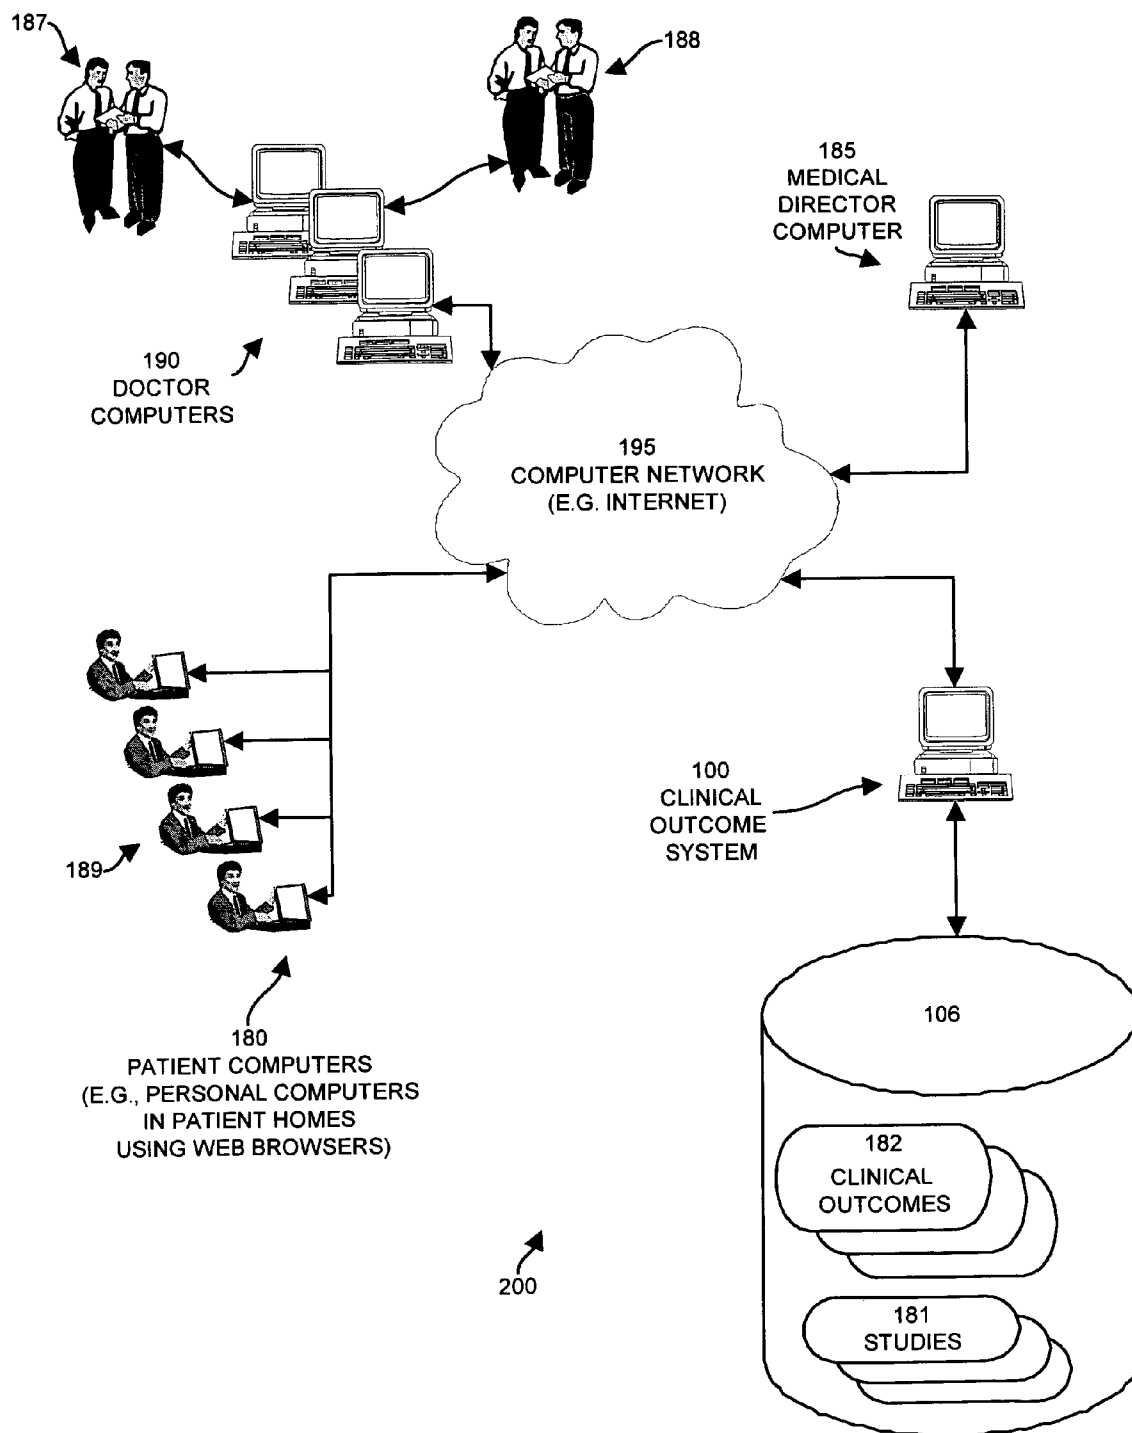 187
188
185
MEDICAL
DIRECTOR
COMPUTER
190
DOCTOR
COMPUTERS
195
COMPUTER NETWORK
(E.G. INTERNET)
100
CLINICAL
OUTCOME
SYSTEM
189
180
PATIENT COMPUTERS
(E.G., PERSONAL COMPUTERS
IN PATIENT HOMES
USING WEB BROWSERS)
106
182
CLINICAL
OUTCOMES
200
181
STUDIES